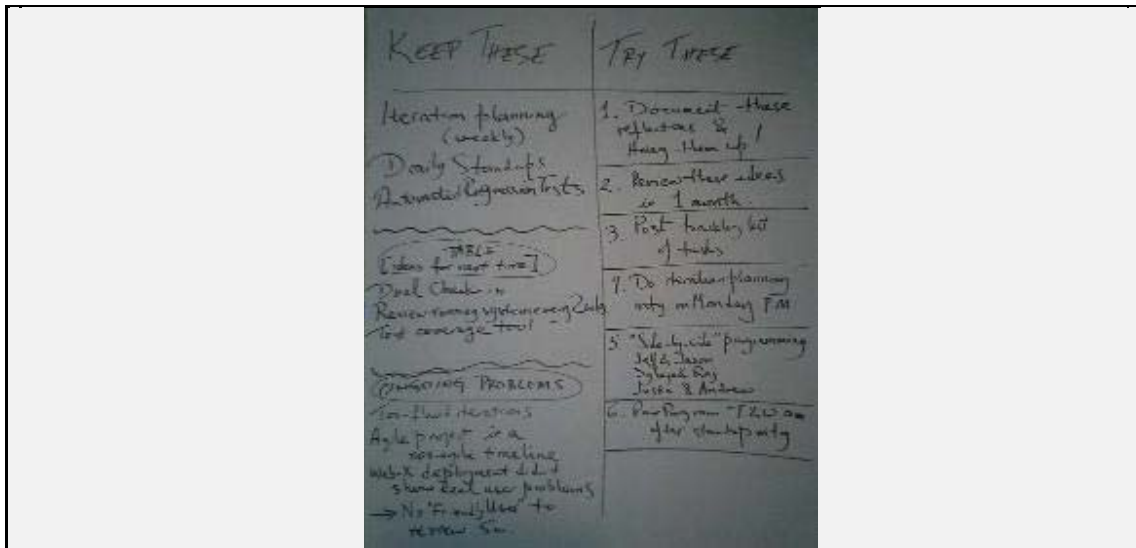 KEEP THESE
Iteration planning
(weekly)
Daily Standups
Automated Regression Tests
TABLE
[ideas for next time]
Dual Check in
Review running system every 2 wks
Test coverage tool
ONGOING PROBLEMS
iterations
Agile project in a
non-agile timeline
Web-X deployment didn't
show real user problems
→ No "Friendly User" to
review
TRY THESE
1. Document these
reflections &
Hang them up!
2. Review these ideas
in 1 month
3. Post backlog list
of tasks
4. Do iteration planning
mtg on Monday PM
5. "Side-by-side" programming
Jeff & Jason
Justin & Andrew
6. Pair Program
after standup mtg